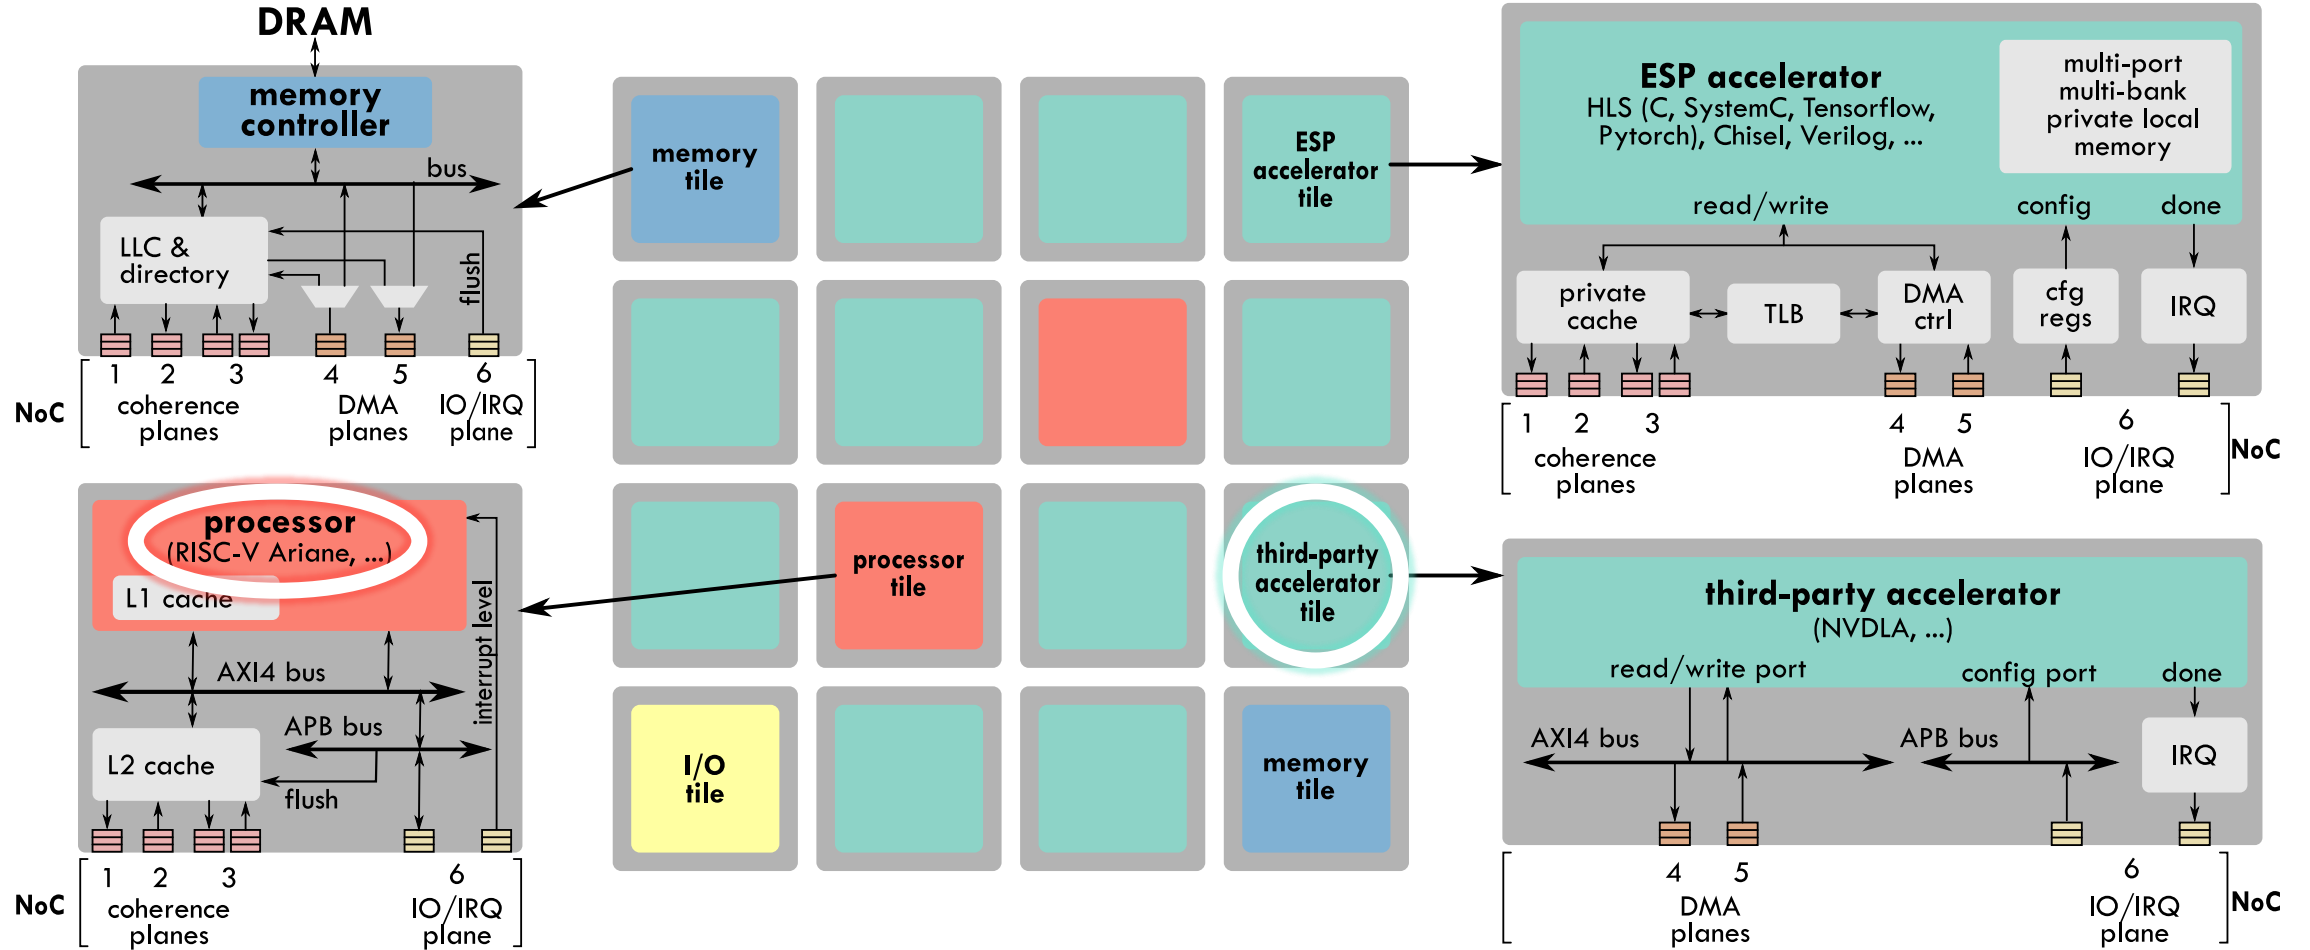 DRAM
memory
controller
bus
LLC &
directory
flush
1 2 3 4 5 6
NoC
coherence
planes
DMA
planes
IO/IRQ
plane
processor
(RISC-V Ariane, ...)
L1 cache
interrupt level
AXI4 bus
APB bus
L2 cache
flush
1 2 3 6
NoC
coherence
planes
IO/IRQ
plane
memory
tile
ESP
accelerator
tile
processor
tile
third-party
accelerator
tile
I/O
tile
memory
tile
ESP accelerator
HLS (C, SystemC, Tensorflow,
Pytorch), Chisel, Verilog, ...
multi-port
multi-bank
private local
memory
read/write
config
done
private
cache
TLB
DMA
ctrl
cfg
regs
IRQ
1 2 3 4 5 6
coherence
planes
DMA
planes
IO/IRQ
plane
NoC
third-party accelerator
(NVDLA, ...)
read/write port
config port
done
AXI4 bus
APB bus
IRQ
4 5 6
DMA
planes
IO/IRQ
plane
NoC